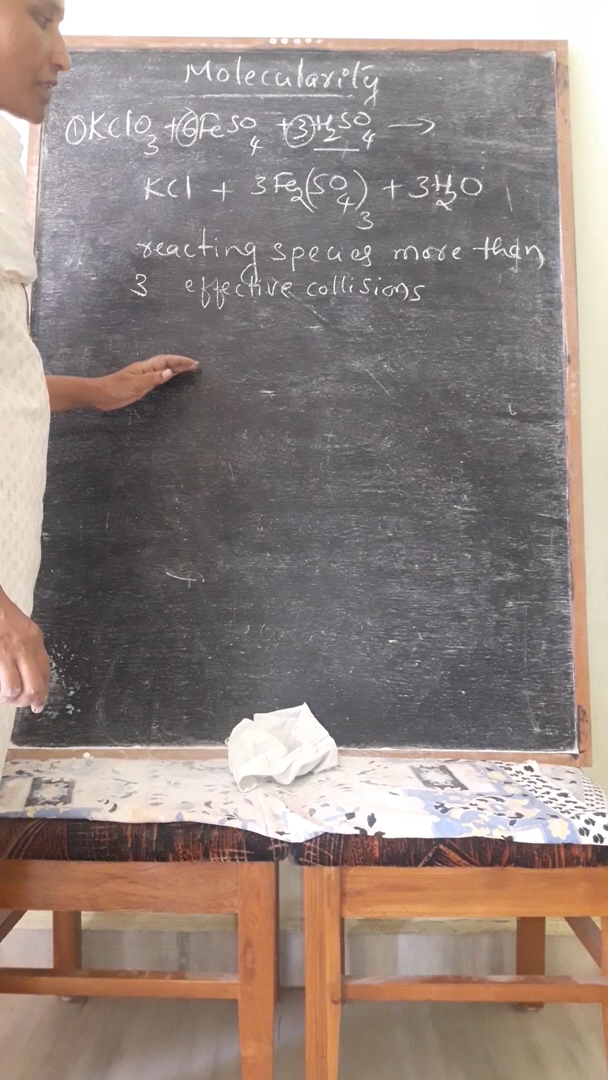 Molecularity
①KClO₃ + ⑥FeSO₄ + ③H₂SO₄ →
KCl + 3Fe₂(SO₄)₃ + 3H₂O
reacting species more than
3 effective collisions